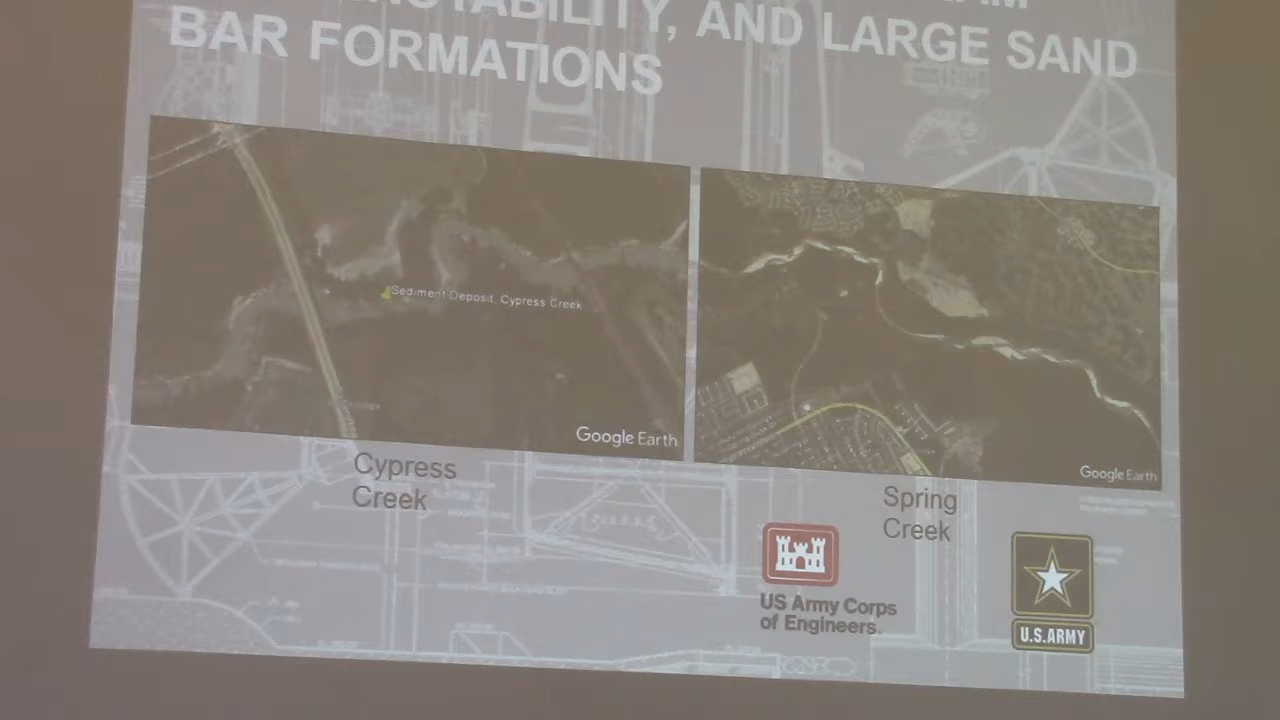 INSTABILITY, AND LARGE SAND
BAR FORMATIONS
Sediment Deposit, Cypress Creek
Google Earth
Google Earth
Cypress
Creek
Spring
Creek
US Army Corps
of Engineers.
U.S.ARMY